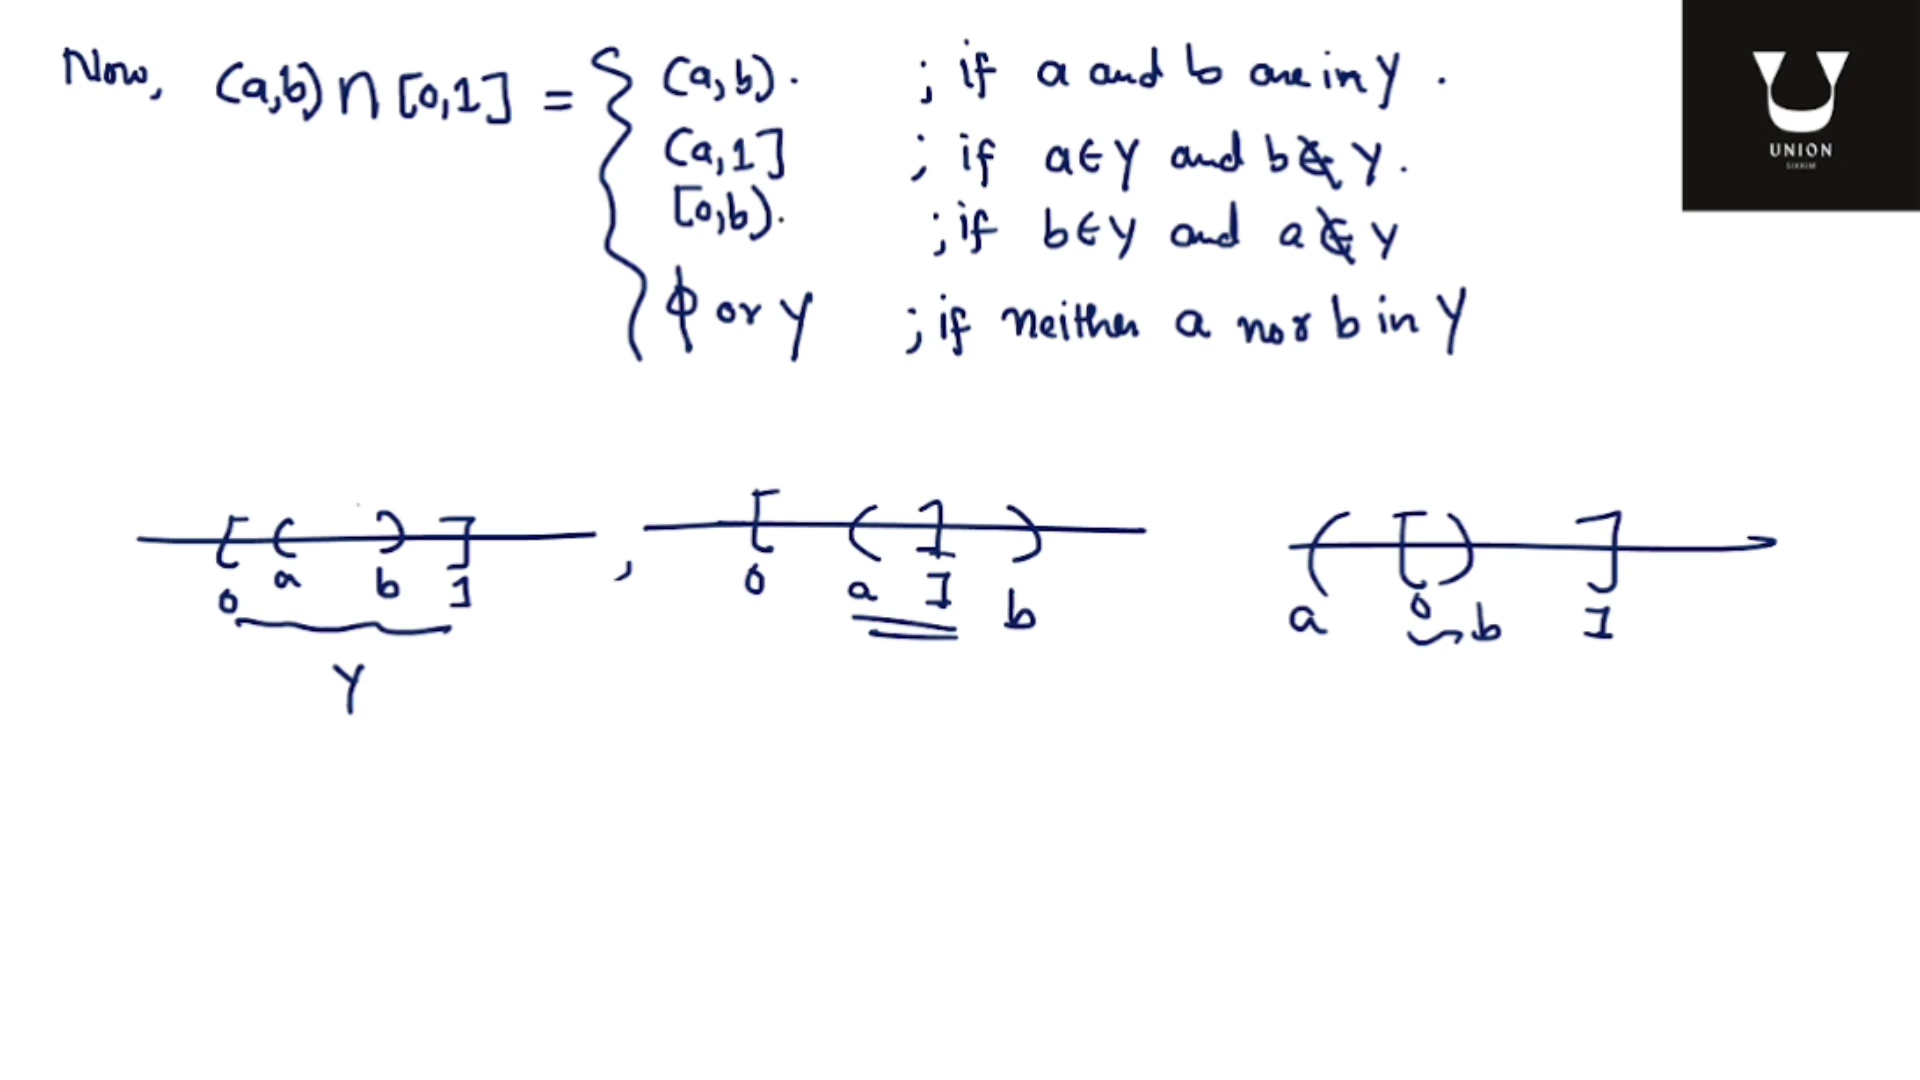 Now, (a,b) ∩ [0,1] = { (a,b). ; if a and b are in Y .
(a,1] ; if a∈Y and b∉Y.
[0,b). ; if b∈Y and a∉Y
ϕ or Y ; if neither a nor b in Y
[ ( ) ] , [ ( ] ) ( [ ) ]
0 a b 1 0 a 1 b a 0 b 1
Y
UNION
SIKKIM